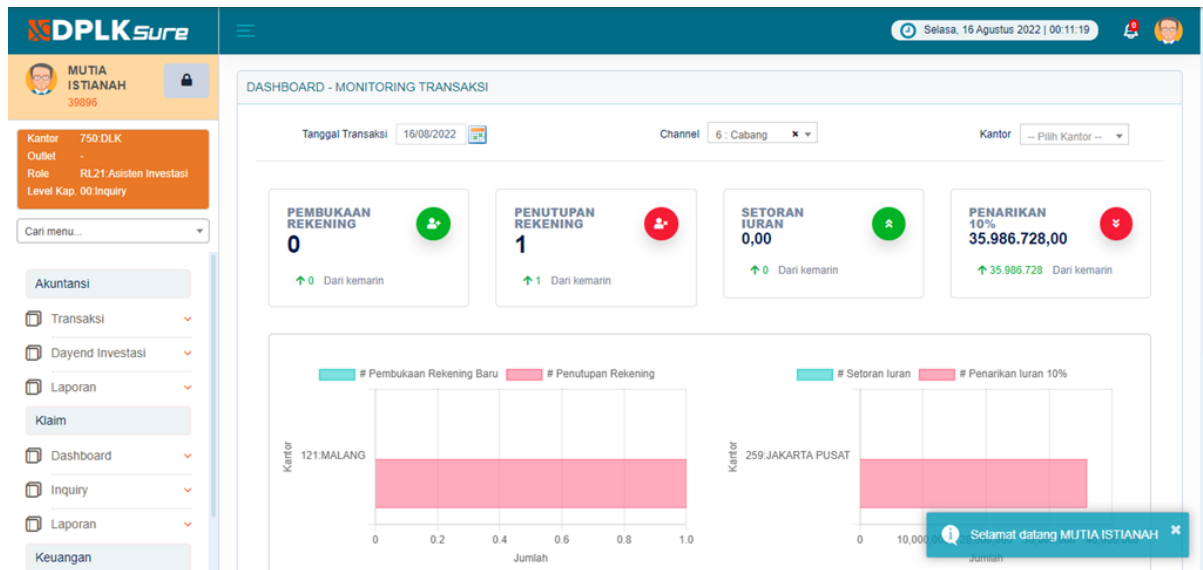 DPLKSure
Selasa, 16 Agustus 2022 | 00:11:19
MUTIA
ISTIANAH
39896
Kantor 750:DLK
Outlet -
Role RL21:Asisten Investasi
Level Kap. 00:Inquiry
Cari menu...
Akuntansi
Transaksi
Dayend Investasi
Laporan
Klaim
Dashboard
Inquiry
Laporan
Keuangan
DASHBOARD - MONITORING TRANSAKSI
Tanggal Transaksi 16/08/2022
Channel 6 : Cabang
Kantor -- Pilih Kantor --
PEMBUKAAN
REKENING
0
0 Dari kemarin
PENUTUPAN
REKENING
1
1 Dari kemarin
SETORAN
IURAN
0,00
0 Dari kemarin
PENARIKAN
10%
35.986.728,00
35.986.728 Dari kemarin
# Pembukaan Rekening Baru # Penutupan Rekening
Kantor
121:MALANG
0 0.2 0.4 0.6 0.8 1.0
Jumlah
# Setoran Iuran # Penarikan Iuran 10%
Kantor
259:JAKARTA PUSAT
0
Jumlah
Selamat datang MUTIA ISTIANAH